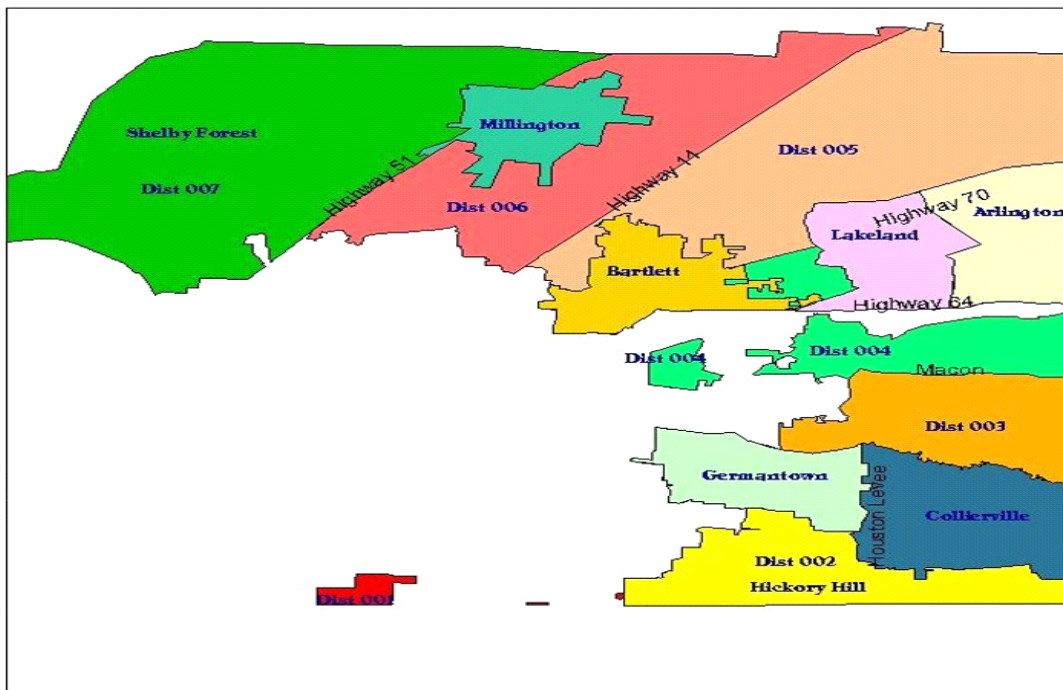 Shelby Forest
Dist 007
Highway 51
Millington
Dist 006
Highway 14
Dist 005
Highway 70
Arlington
Lakeland
Bartlett
Highway 64
Dist 004
Dist 004
Macon
Dist 003
Germantown
Houston Levee
Collierville
Dist 002
Hickory Hill
Dist 001